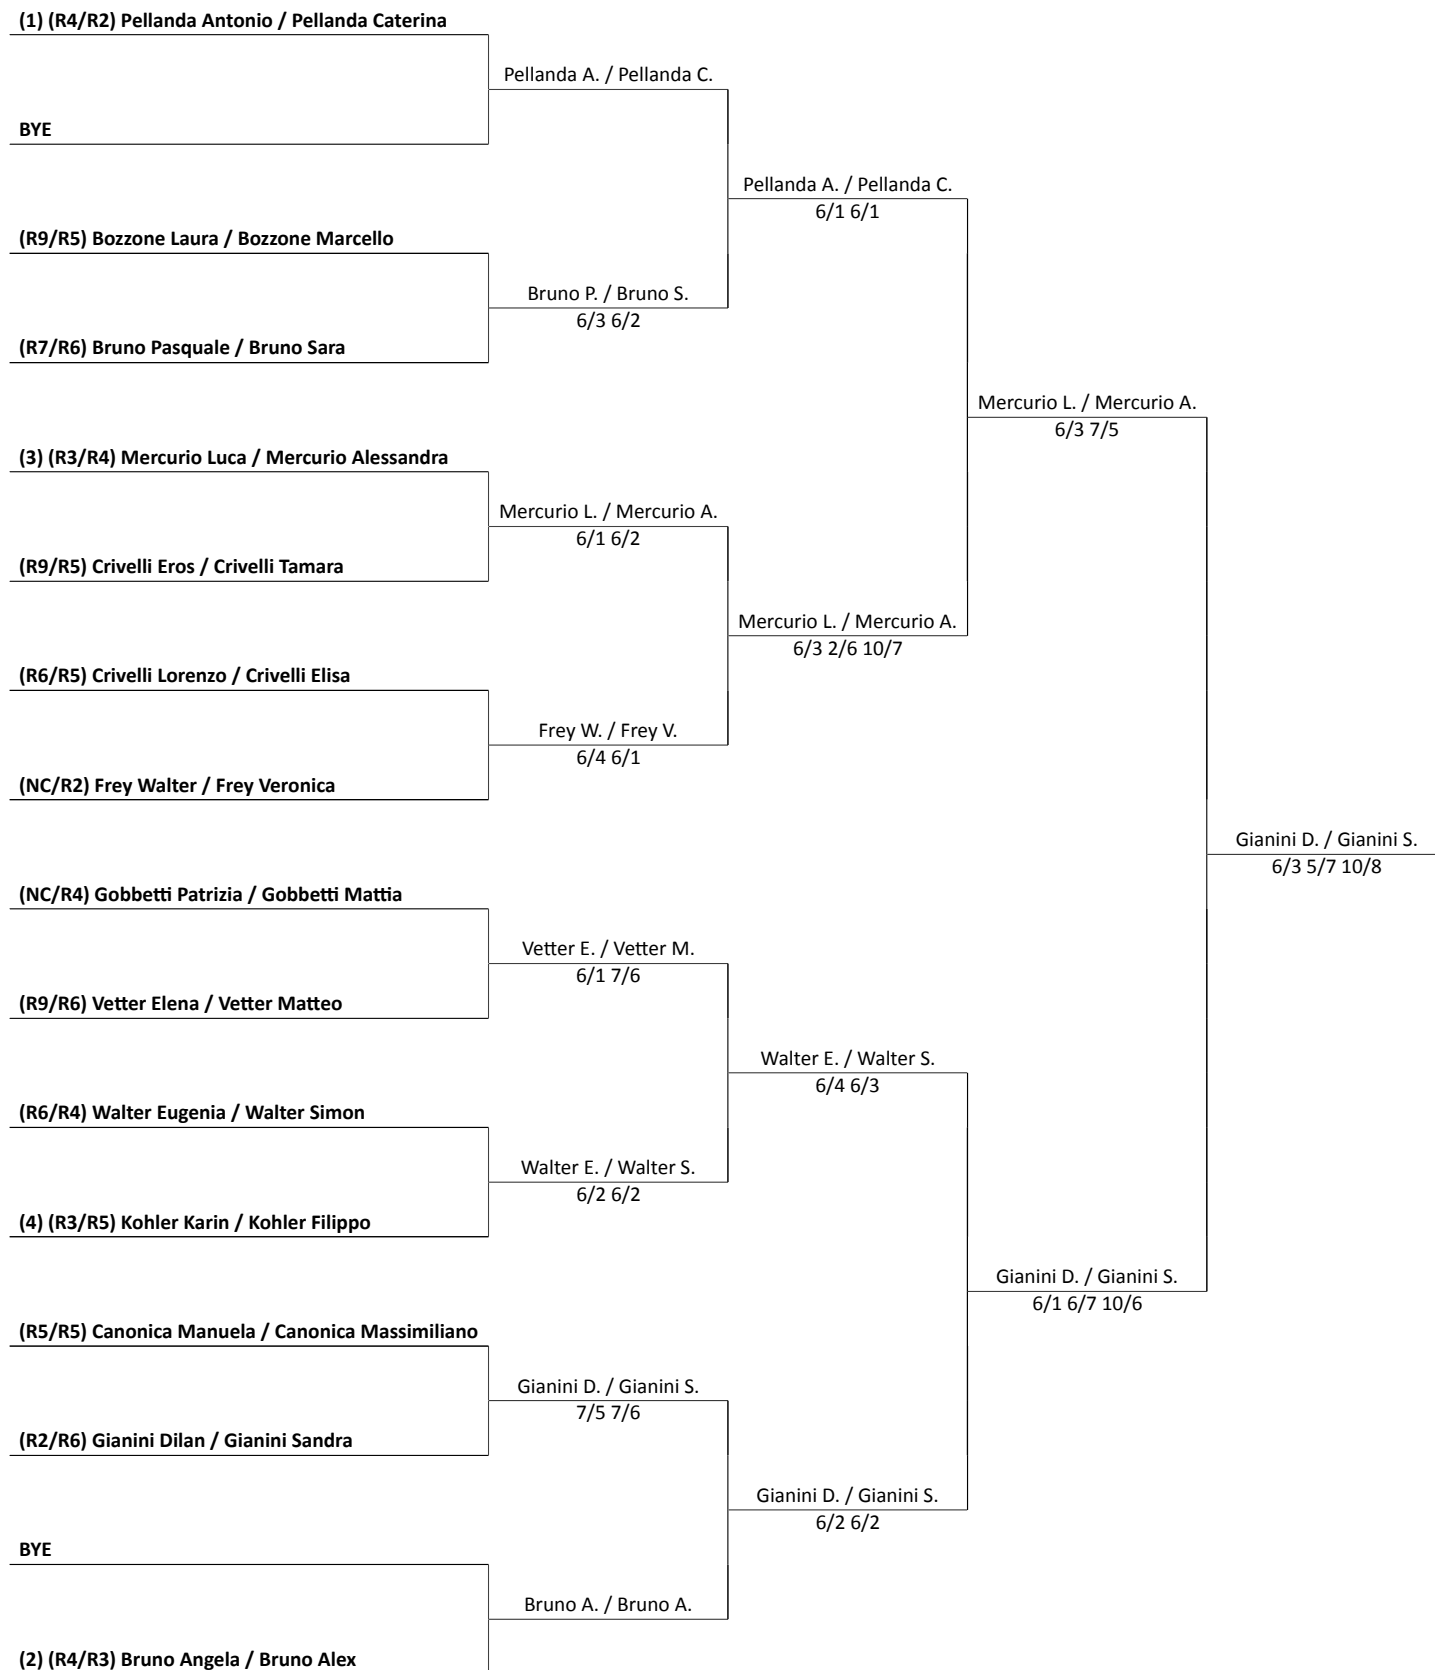 (1) (R4/R2) Pellanda Antonio / Pellanda Caterina
Pellanda A. / Pellanda C.
BYE
Pellanda A. / Pellanda C.
6/1 6/1
(R9/R5) Bozzone Laura / Bozzone Marcello
Bruno P. / Bruno S.
6/3 6/2
(R7/R6) Bruno Pasquale / Bruno Sara
Mercurio L. / Mercurio A.
6/3 7/5
(3) (R3/R4) Mercurio Luca / Mercurio Alessandra
Mercurio L. / Mercurio A.
6/1 6/2
(R9/R5) Crivelli Eros / Crivelli Tamara
Mercurio L. / Mercurio A.
6/3 2/6 10/7
(R6/R5) Crivelli Lorenzo / Crivelli Elisa
Frey W. / Frey V.
6/4 6/1
(NC/R2) Frey Walter / Frey Veronica
Gianini D. / Gianini S.
6/3 5/7 10/8
(NC/R4) Gobbetti Patrizia / Gobbetti Mattia
Vetter E. / Vetter M.
6/1 7/6
(R9/R6) Vetter Elena / Vetter Matteo
Walter E. / Walter S.
6/4 6/3
(R6/R4) Walter Eugenia / Walter Simon
Walter E. / Walter S.
6/2 6/2
(4) (R3/R5) Kohler Karin / Kohler Filippo
Gianini D. / Gianini S.
6/1 6/7 10/6
(R5/R5) Canonica Manuela / Canonica Massimiliano
Gianini D. / Gianini S.
7/5 7/6
(R2/R6) Gianini Dilan / Gianini Sandra
Gianini D. / Gianini S.
6/2 6/2
BYE
Bruno A. / Bruno A.
(2) (R4/R3) Bruno Angela / Bruno Alex